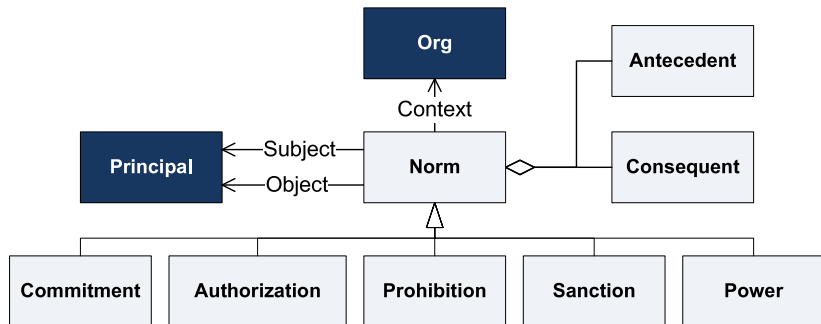 Org
Antecedent
Context
Subject
Principal
Norm
Consequent
Object
Commitment
Authorization
Prohibition
Sanction
Power